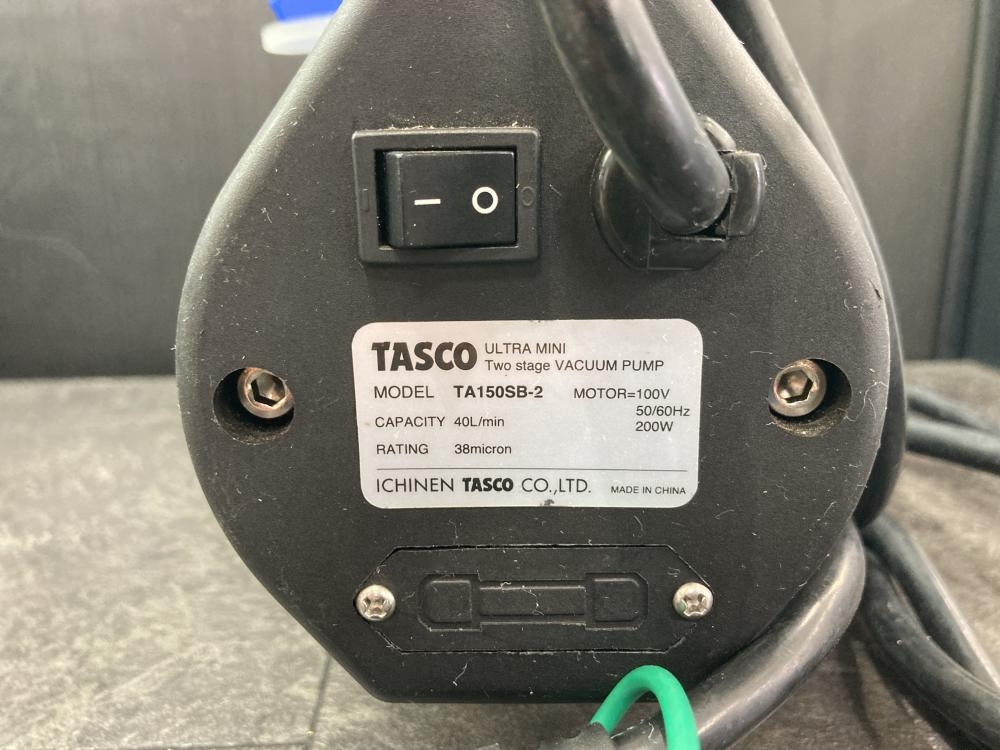 — O
TASCO ULTRA MINI
Two stage VACUUM PUMP
MODEL TA150SB-2 MOTOR=100V
50/60Hz
CAPACITY 40L/min
200W
RATING 38micron
ICHINEN TASCO CO.,LTD. MADE IN CHINA